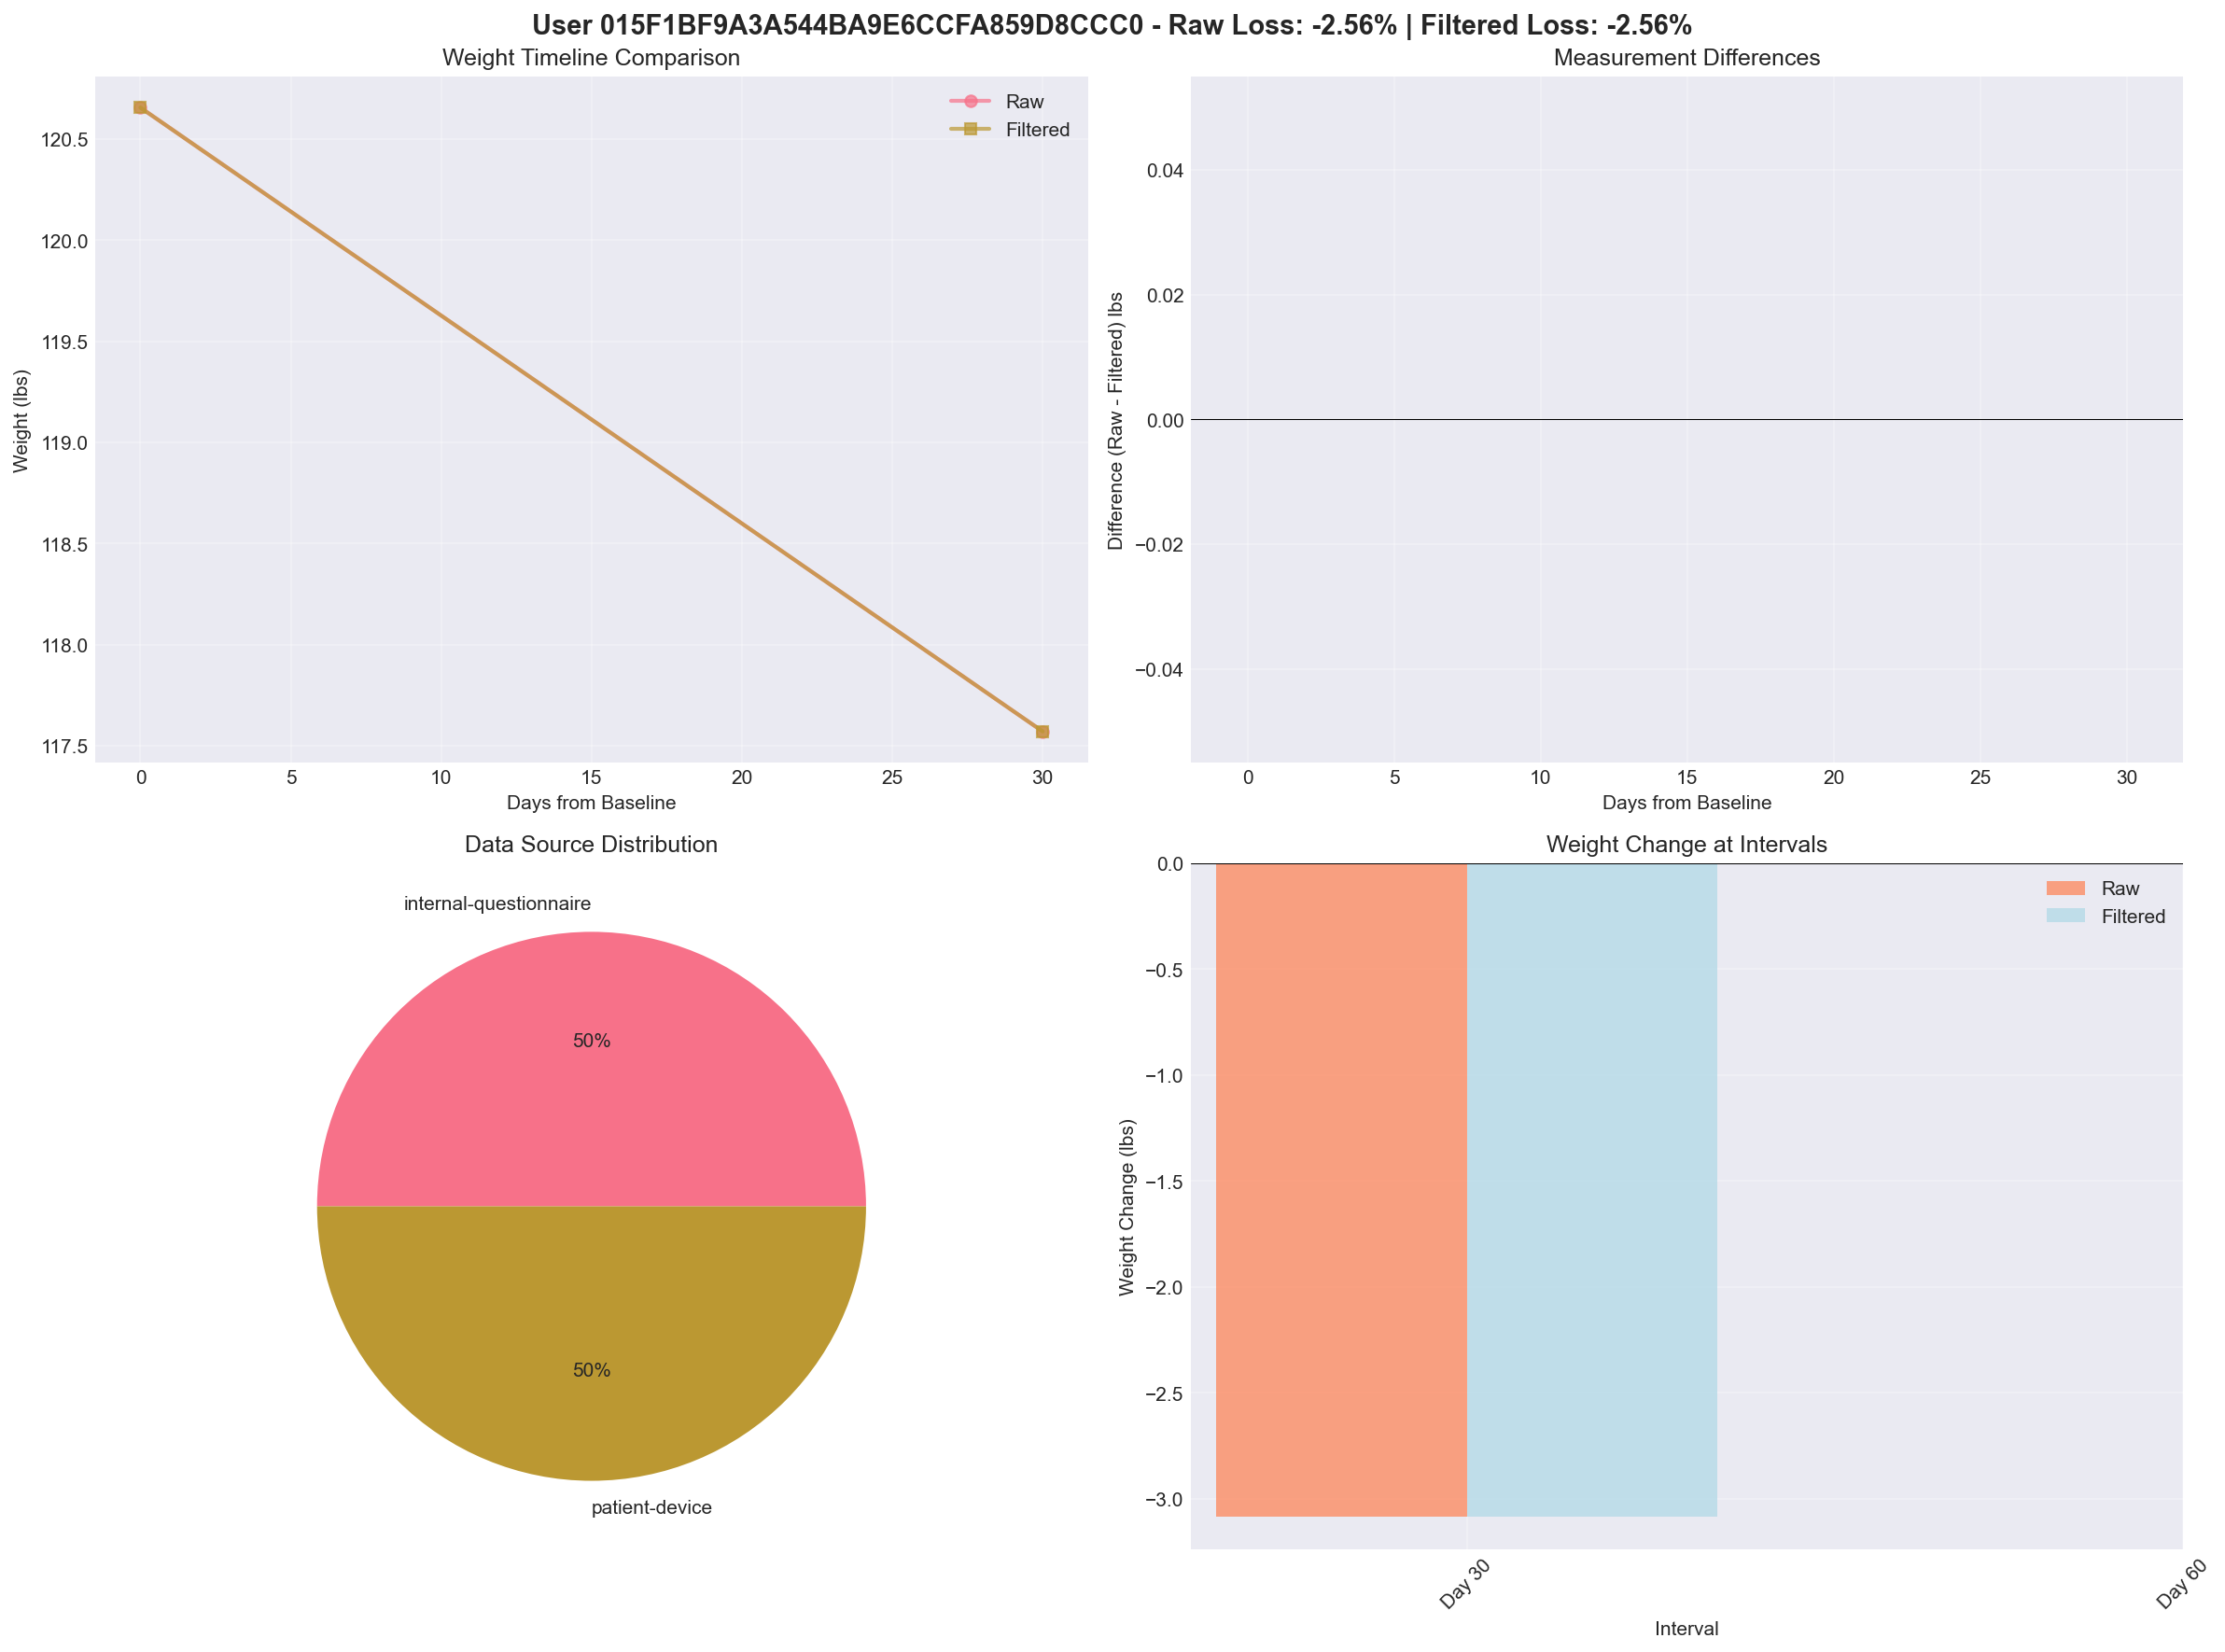 User 015F1BF9A3A544BA9E6CCFA859D8CCC0 - Raw Loss: -2.56% | Filtered Loss: -2.56%
Weight Timeline Comparison
Raw
Filtered
120.5
120.0
119.5
119.0
118.5
118.0
117.5
Weight (lbs)
0 5 10 15 20 25 30
Days from Baseline
Measurement Differences
0.04
0.02
0.00
−0.02
−0.04
Difference (Raw - Filtered) lbs
0 5 10 15 20 25 30
Days from Baseline
Data Source Distribution
internal-questionnaire
50%
50%
patient-device
Weight Change at Intervals
Raw
Filtered
0.0
−0.5
−1.0
−1.5
−2.0
−2.5
−3.0
Weight Change (lbs)
Day 30
Day 60
Interval